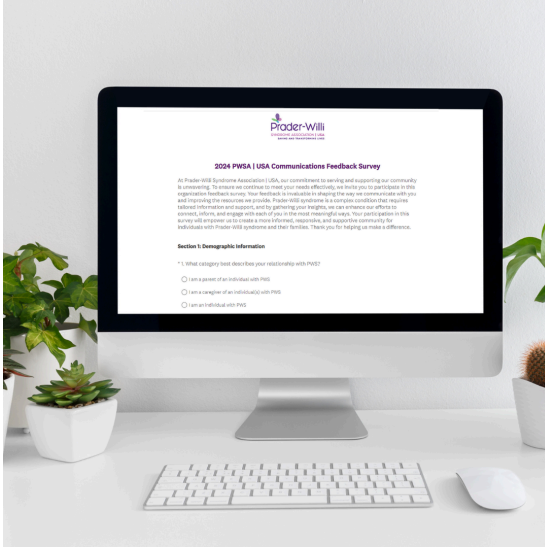 Prader-Willi
SYNDROME ASSOCIATION | USA
SAVING AND TRANSFORMING LIVES
2024 PWSA | USA Communications Feedback Survey
At Prader-Willi Syndrome Association | USA, our commitment to serving and supporting our community
is unwavering. To ensure we continue to meet your needs effectively, we invite you to participate in this
organization feedback survey. Your feedback is invaluable in shaping the way we communicate with you
and improving the resources we provide. Prader-Willi syndrome is a complex condition that requires
tailored information and support, and by gathering your insights, we can enhance our efforts to
connect, inform, and engage with each of you in the most meaningful ways. Your participation in this
survey will empower us to create a more informed, responsive, and supportive community for
individuals with Prader-Willi syndrome and their families. Thank you for helping us make a difference.
Section 1: Demographic Information
* 1. What category best describes your relationship with PWS?
I am a parent of an individual with PWS
I am a caregiver of an individual(s) with PWS
I am an individual with PWS